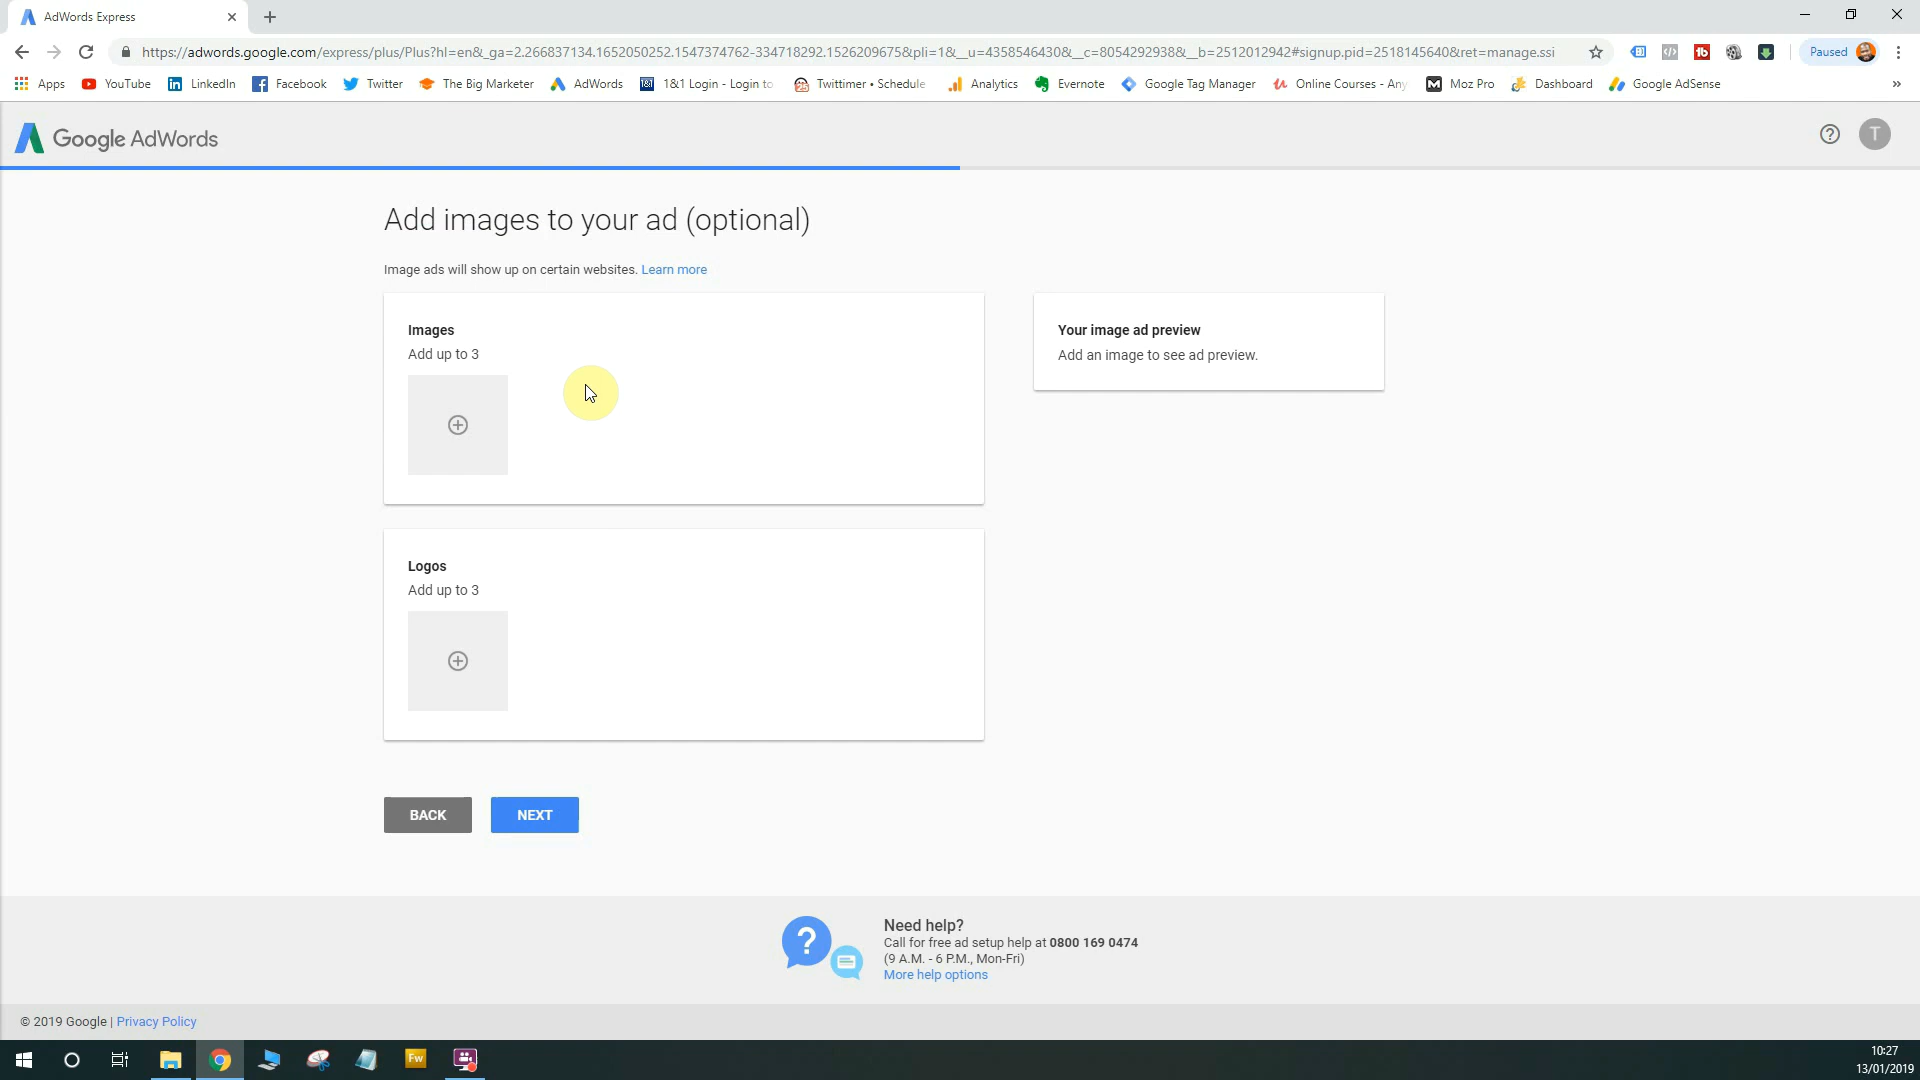 AdWords Express
https://adwords.google.com/express/plus/Plus?hl=en&_ga=2.266837134.1652050252.1547374762-334718292.1526209675&pli=1&__u=4358546430&__c=8054292938&__b=2512012942#signup.pid=2518145640&ret=manage.ssi
Paused
Apps YouTube LinkedIn Facebook Twitter The Big Marketer AdWords 1&1 Login - Login to Twittimer • Schedule Analytics Evernote Google Tag Manager Online Courses - Any Moz Pro Dashboard Google AdSense »
Google AdWords
T
Add images to your ad (optional)
Image ads will show up on certain websites. Learn more
Images
Add up to 3
Your image ad preview
Add an image to see ad preview.
Logos
Add up to 3
BACK NEXT
Need help?
Call for free ad setup help at 0800 169 0474
(9 A.M. - 6 P.M., Mon-Fri)
More help options
© 2019 Google | Privacy Policy
Fw
10:27
13/01/2019